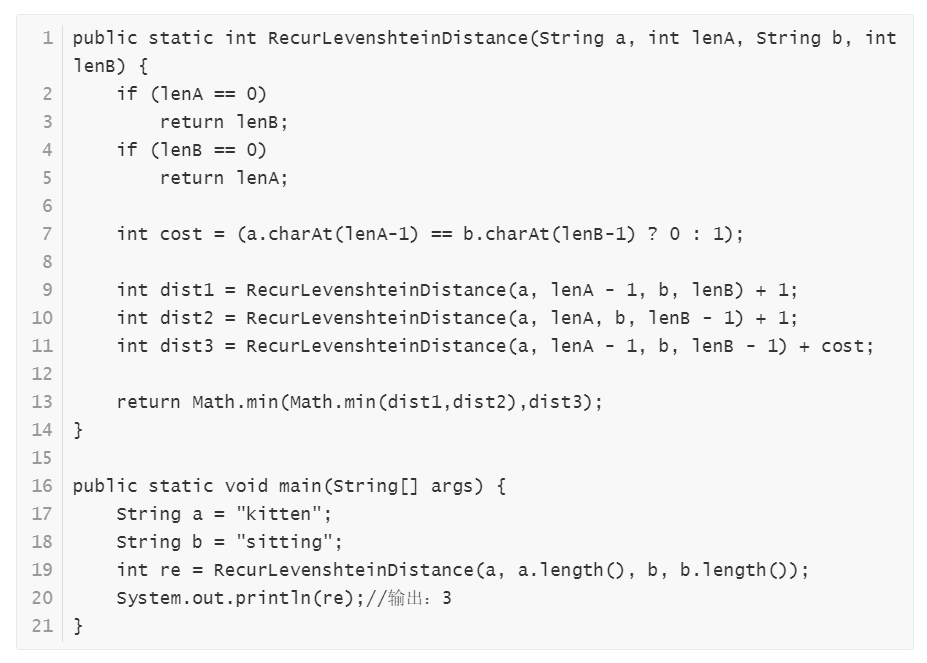 1 public static int RecurLevenshteinDistance(String a, int lenA, String b, int
lenB) {
2     if (lenA == 0)
3         return lenB;
4     if (lenB == 0)
5         return lenA;
6
7     int cost = (a.charAt(lenA-1) == b.charAt(lenB-1) ? 0 : 1);
8
9     int dist1 = RecurLevenshteinDistance(a, lenA - 1, b, lenB) + 1;
10     int dist2 = RecurLevenshteinDistance(a, lenA, b, lenB - 1) + 1;
11     int dist3 = RecurLevenshteinDistance(a, lenA - 1, b, lenB - 1) + cost;
12
13     return Math.min(Math.min(dist1,dist2),dist3);
14 }
15
16 public static void main(String[] args) {
17     String a = "kitten";
18     String b = "sitting";
19     int re = RecurLevenshteinDistance(a, a.length(), b, b.length());
20     System.out.println(re);//输出：3
21 }